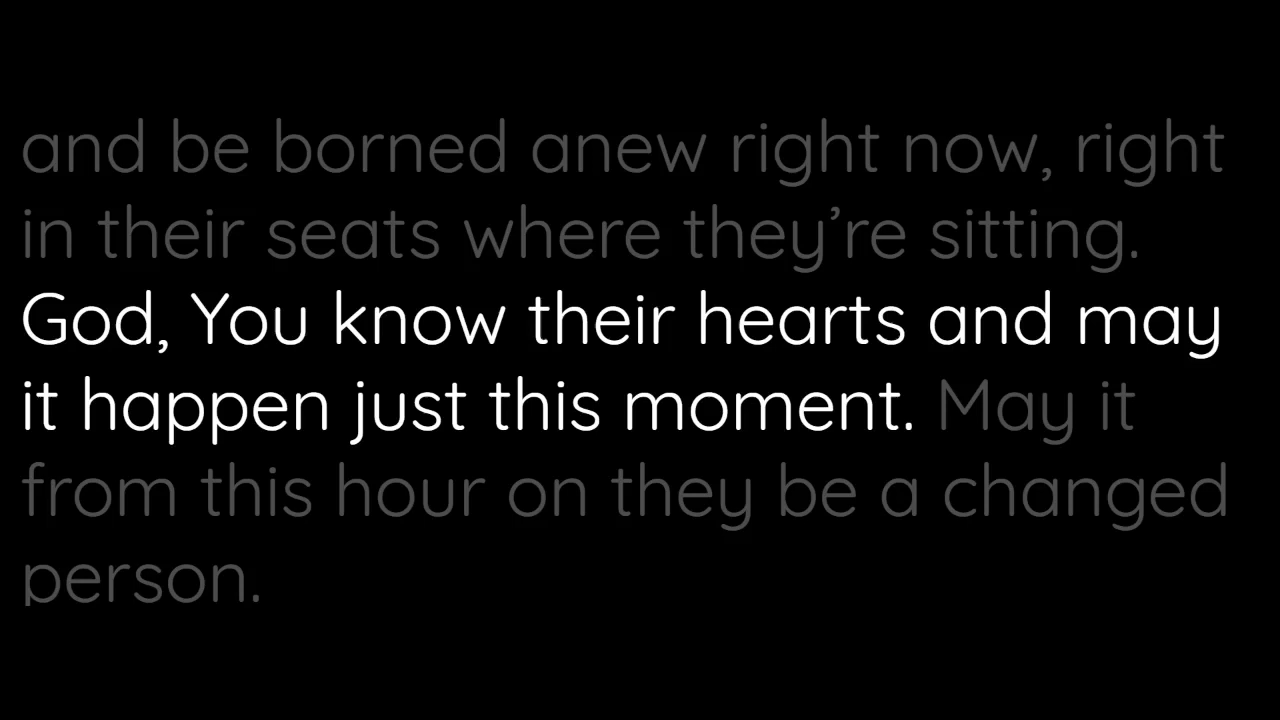 and be borned anew right now, right
in their seats where they’re sitting.
God, You know their hearts and may
it happen just this moment. May it
from this hour on they be a changed
person.